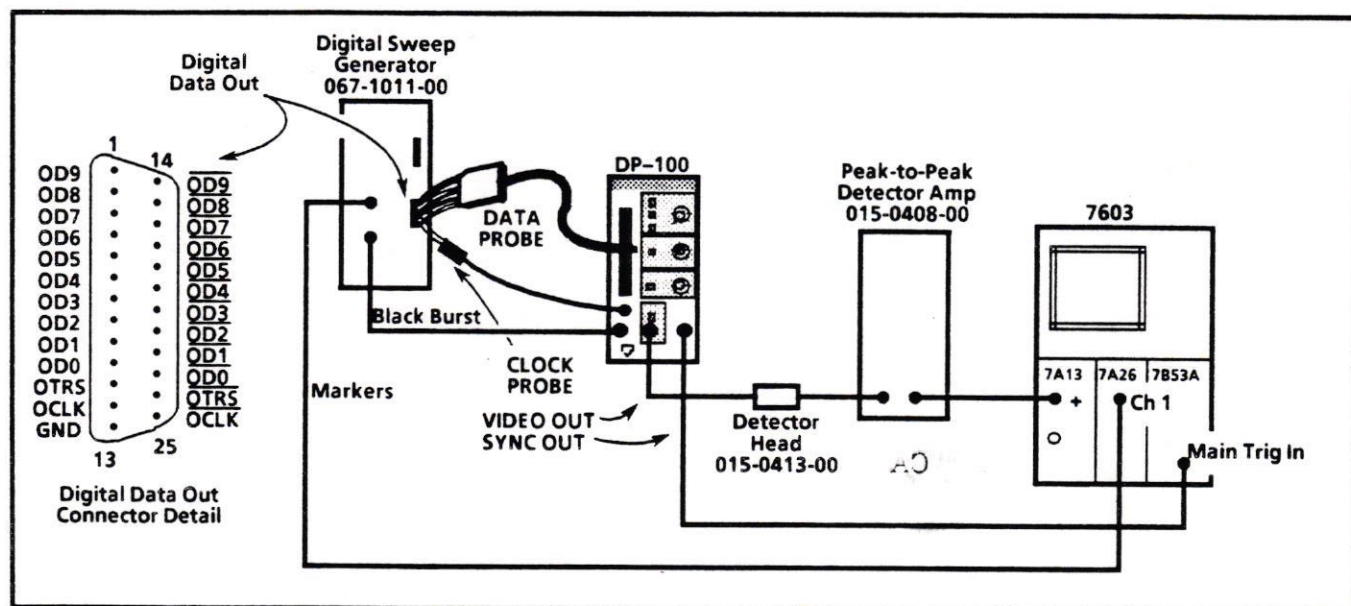 Digital
Data Out
Digital Sweep
Generator
067-1011-00
DP-100
Peak-to-Peak
Detector Amp
015-0408-00
7603
1
14
OD9
OD8
OD7
OD6
OD5
OD4
OD3
OD2
OD1
OD0
OTRS
OCLK
GND
OD9
OD8
OD7
OD6
OD5
OD4
OD3
OD2
OD1
OD0
OTRS
OCLK
13
25
Digital Data Out
Connector Detail
DATA
PROBE
Black Burst
CLOCK
PROBE
Markers
VIDEO OUT
SYNC OUT
Detector
Head
015-0413-00
7A13
7A26
7B53A
+
Ch 1
Main Trig In